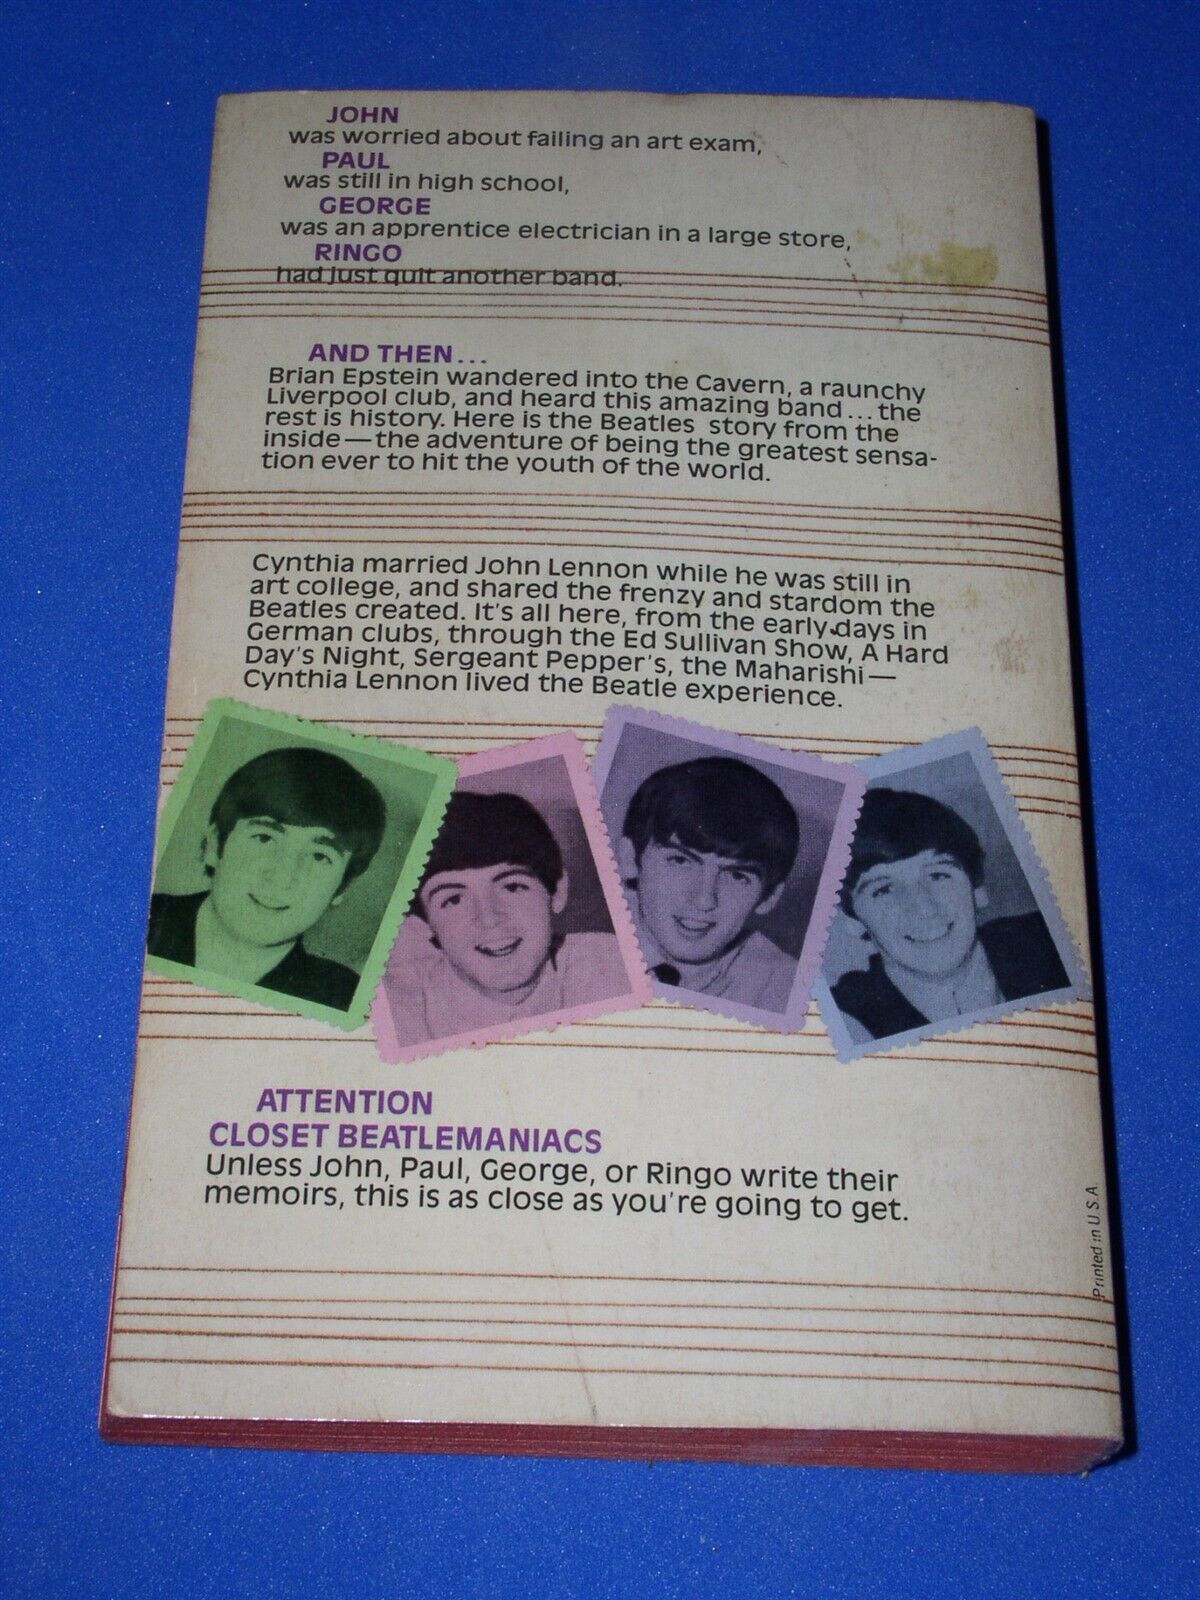 JOHN
was worried about failing an art exam,
PAUL
was still in high school,
GEORGE
was an apprentice electrician in a large store,
RINGO
had just quit another band.
AND THEN...
Brian Epstein wandered into the Cavern, a raunchy
Liverpool club, and heard this amazing band...the
rest is history. Here is the Beatles story from the
inside—the adventure of being the greatest sensa-
tion ever to hit the youth of the world.
Cynthia married John Lennon while he was still in
art college, and shared the frenzy and stardom the
Beatles created. It's all here, from the early days in
German clubs, through the Ed Sullivan Show, A Hard
Day's Night, Sergeant Pepper's, the Maharishi—
Cynthia Lennon lived the Beatle experience.
ATTENTION
CLOSET BEATLEMANIACS
Unless John, Paul, George, or Ringo write their
memoirs, this is as close as you're going to get.
Printed in U.S.A.